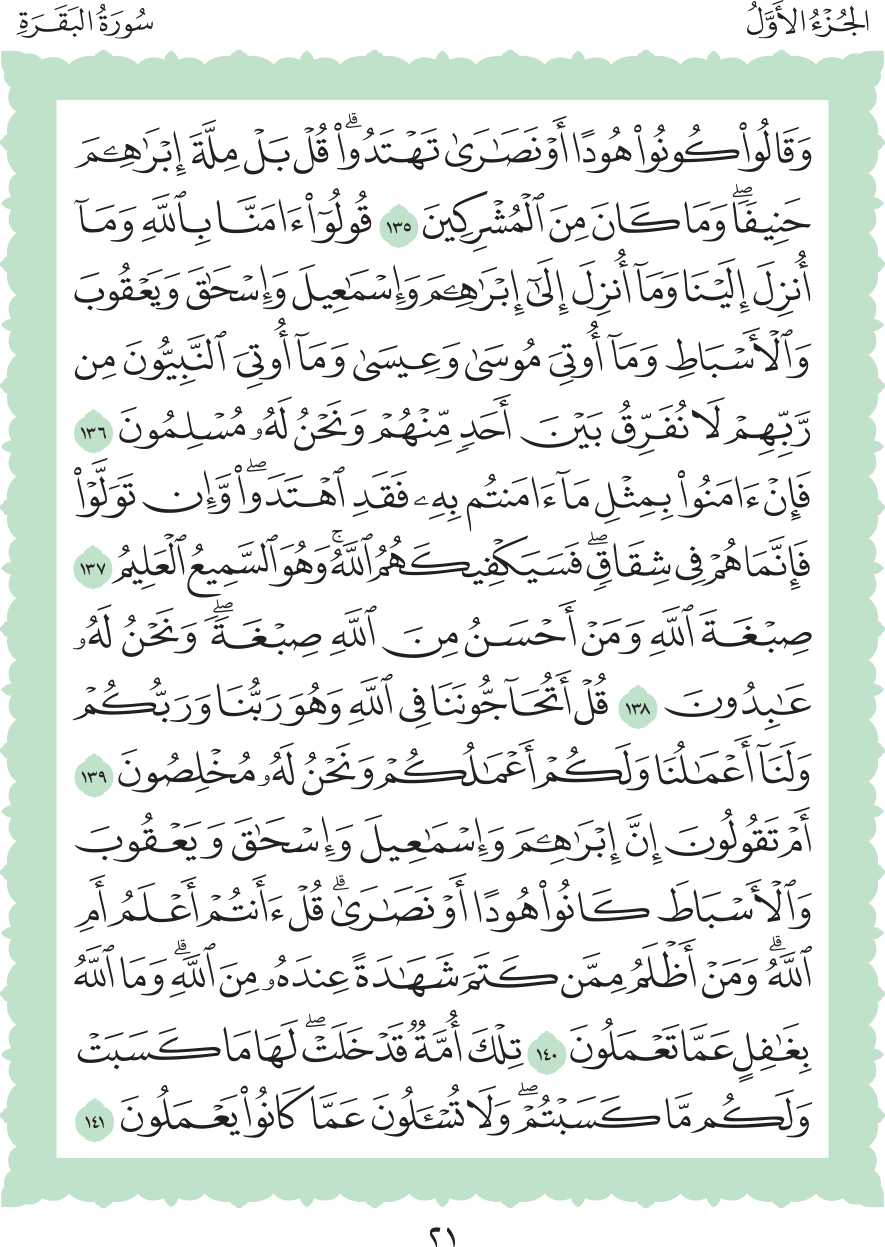 الجُزْءُ الأَوَّلُ
سُورَةُ البَقَرَةِ
وَقَالُوا۟ كُونُوا۟ هُودًا أَوْ نَصَـٰرَىٰ تَهْتَدُوا۟ۗ قُلْ بَلْ مِلَّةَ إِبْرَٰهِـۧمَ
حَنِيفًاۖ وَمَا كَانَ مِنَ ٱلْمُشْرِكِينَ ١٣٥ قُولُوٓا۟ ءَامَنَّا بِٱللَّهِ وَمَآ
أُنزِلَ إِلَيْنَا وَمَآ أُنزِلَ إِلَىٰٓ إِبْرَٰهِـۧمَ وَإِسْمَـٰعِيلَ وَإِسْحَـٰقَ وَيَعْقُوبَ
وَٱلْأَسْبَاطِ وَمَآ أُوتِىَ مُوسَىٰ وَعِيسَىٰ وَمَآ أُوتِىَ ٱلنَّبِيُّونَ مِن
رَّبِّهِمْ لَا نُفَرِّقُ بَيْنَ أَحَدٍ مِّنْهُمْ وَنَحْنُ لَهُۥ مُسْلِمُونَ ١٣٦
فَإِنْ ءَامَنُوا۟ بِمِثْلِ مَآ ءَامَنتُم بِهِۦ فَقَدِ ٱهْتَدَوا۟ۖ وَّإِن تَوَلَّوْا۟
فَإِنَّمَا هُمْ فِى شِقَاقٍۖ فَسَيَكْفِيكَهُمُ ٱللَّهُۚ وَهُوَ ٱلسَّمِيعُ ٱلْعَلِيمُ ١٣٧
صِبْغَةَ ٱللَّهِ وَمَنْ أَحْسَنُ مِنَ ٱللَّهِ صِبْغَةًۖ وَنَحْنُ لَهُۥ
عَـٰبِدُونَ ١٣٨ قُلْ أَتُحَآجُّونَنَا فِى ٱللَّهِ وَهُوَ رَبُّنَا وَرَبُّكُمْ
وَلَنَآ أَعْمَـٰلُنَا وَلَكُمْ أَعْمَـٰلُكُمْ وَنَحْنُ لَهُۥ مُخْلِصُونَ ١٣٩
أَمْ تَقُولُونَ إِنَّ إِبْرَٰهِـۧمَ وَإِسْمَـٰعِيلَ وَإِسْحَـٰقَ وَيَعْقُوبَ
وَٱلْأَسْبَاطَ كَانُوا۟ هُودًا أَوْ نَصَـٰرَىٰۗ قُلْ ءَأَنتُمْ أَعْلَمُ أَمِ
ٱللَّهُۗ وَمَنْ أَظْلَمُ مِمَّن كَتَمَ شَهَـٰدَةً عِندَهُۥ مِنَ ٱللَّهِۗ وَمَا ٱللَّهُ
بِغَـٰفِلٍ عَمَّا تَعْمَلُونَ ١٤٠ تِلْكَ أُمَّةٌ قَدْ خَلَتْۖ لَهَا مَا كَسَبَتْ
وَلَكُم مَّا كَسَبْتُمْۖ وَلَا تُسْـَٔلُونَ عَمَّا كَانُوا۟ يَعْمَلُونَ ١٤١
٢١